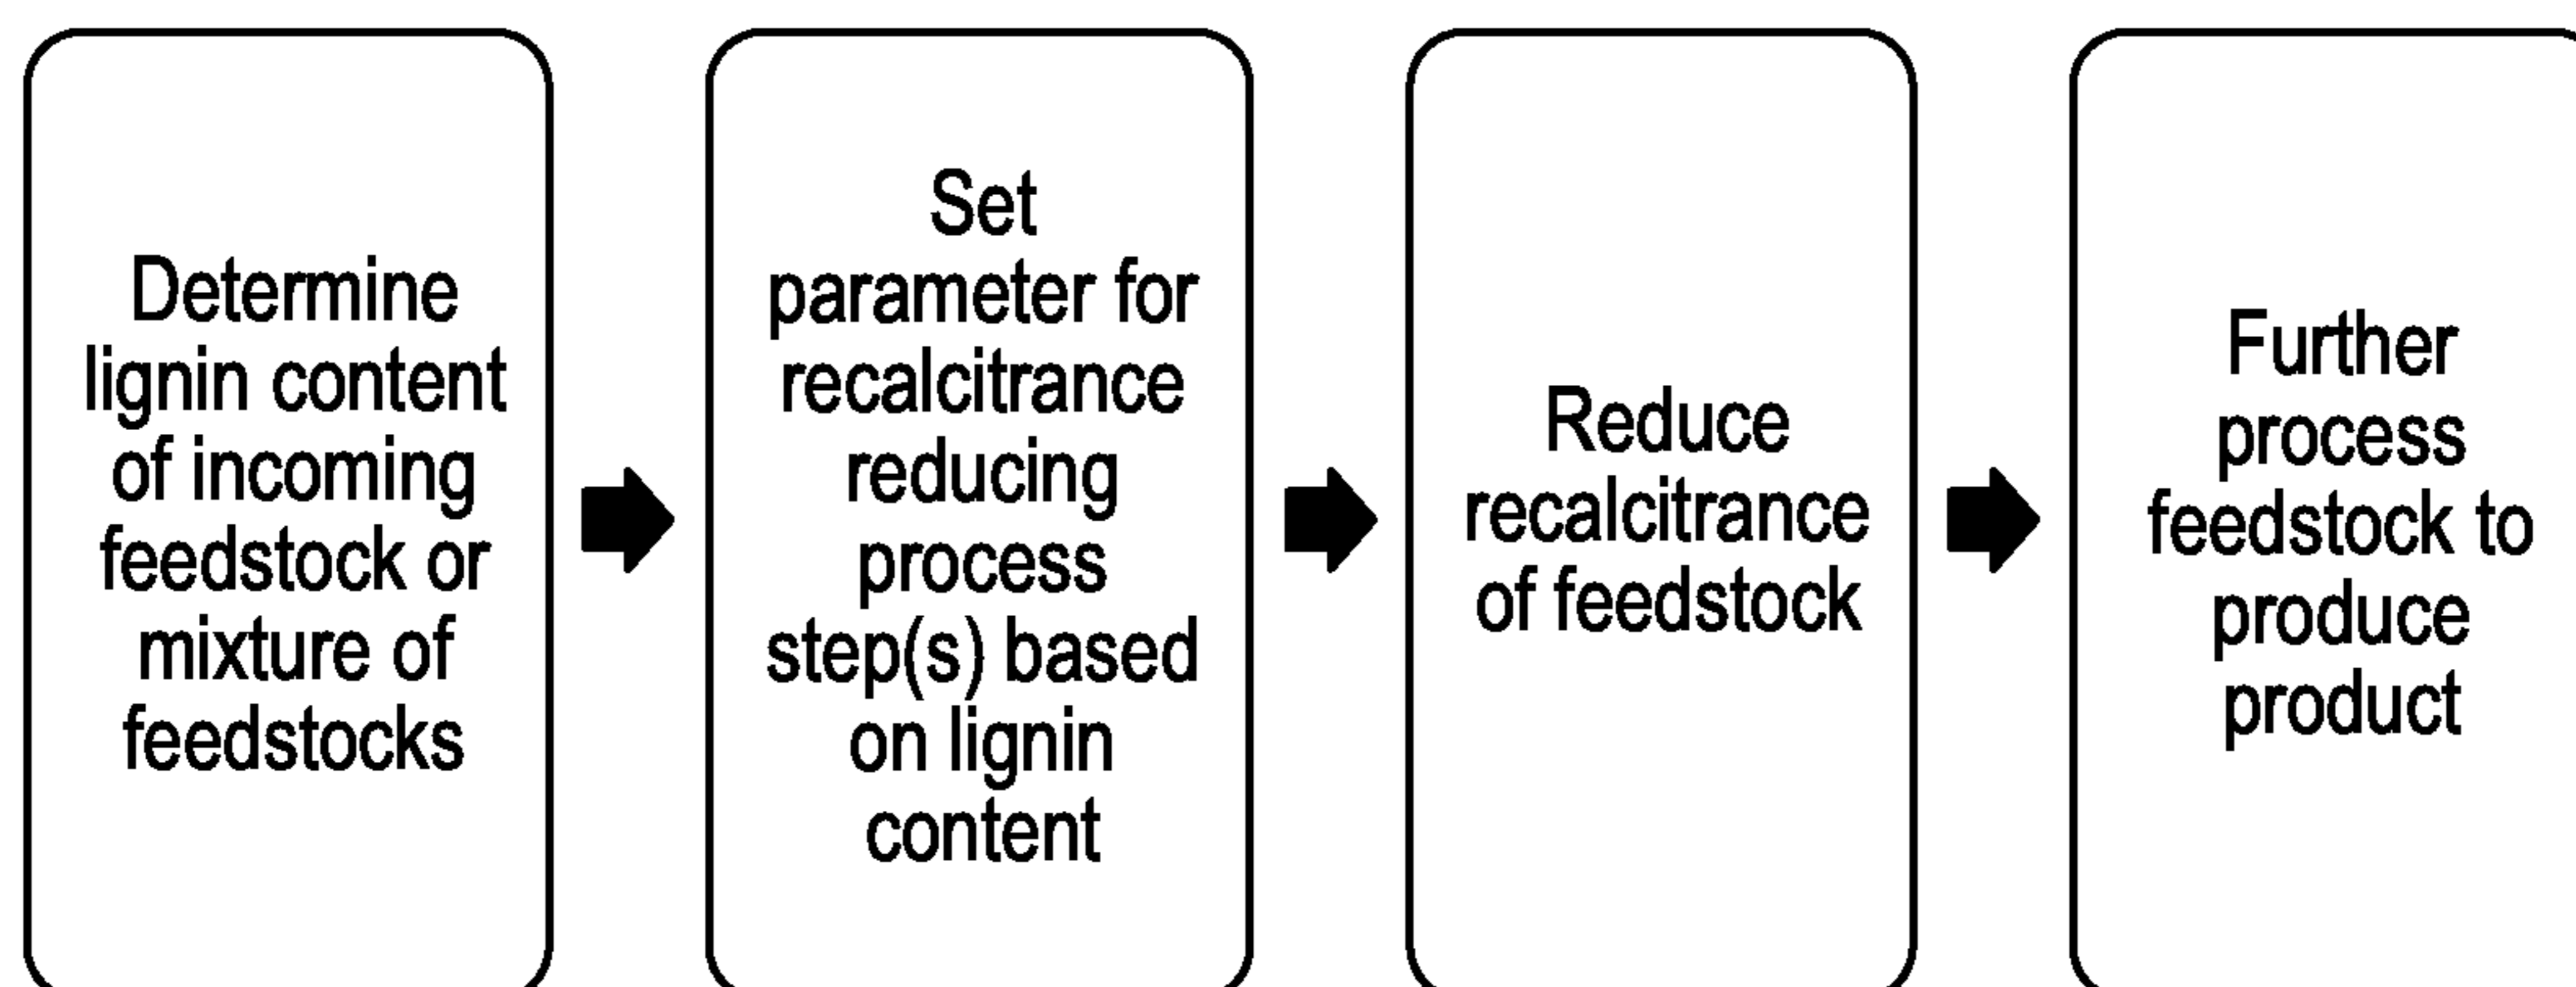 Determine
lignin content
of incoming
feedstock or
mixture of
feedstocks
Set
parameter for
recalcitrance
reducing
process
step(s) based
on lignin
content
Reduce
recalcitrance
of feedstock
Further
process
feedstock to
produce
product